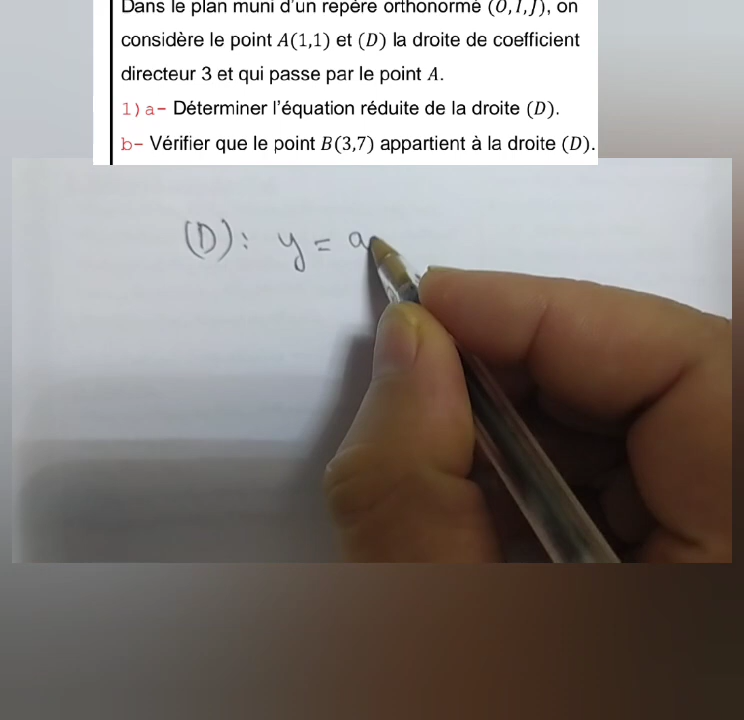 Dans le plan muni d'un repère orthonormé (O,I,J), on
considère le point A(1,1) et (D) la droite de coefficient
directeur 3 et qui passe par le point A.
1) a- Déterminer l'équation réduite de la droite (D).
b- Vérifier que le point B(3,7) appartient à la droite (D).
(D): y = a